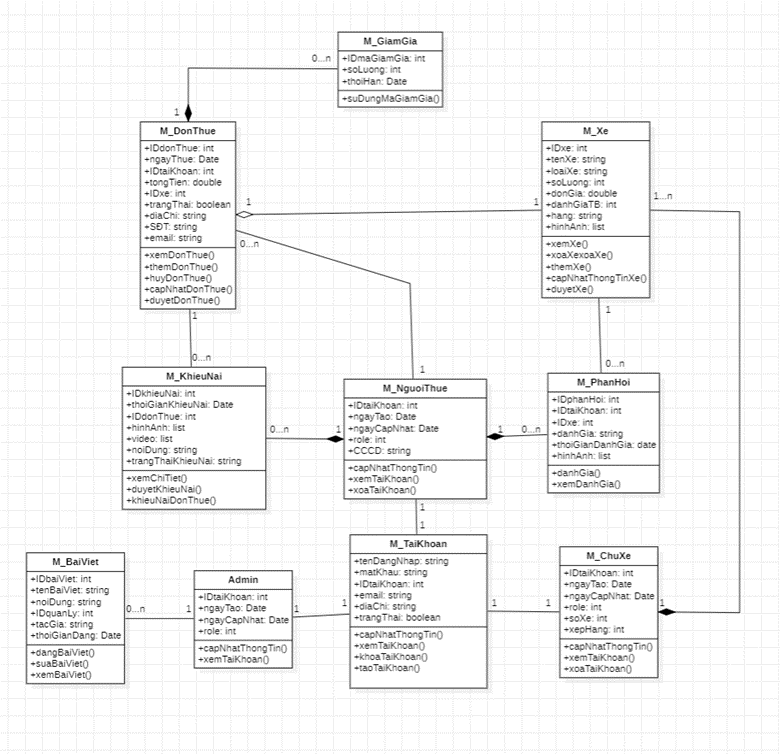 M_GiamGia
+IDmaGiamGia: int
+soLuong: int
+thoiHan: Date
+suDungMaGiamGia()
0...n
1
M_DonThue
+IDdonThue: int
+ngayThue: Date
+IDtaiKhoan: int
+tongTien: double
+IDxe: int
+trangThai: boolean
+diaChi: string
+SĐT: string
+email: string
+xemDonThue()
+themDonThue()
+huyDonThue()
+capNhatDonThue()
+duyetDonThue()
1
1
0...n
M_Xe
+IDxe: int
+tenXe: string
+loaiXe: string
+soLuong: int
+donGia: double
+danhGiaTB: int
+hang: string
+hinhAnh: list
+xemXe()
+xoaXexoaXe()
+themXe()
+capNhatThongTinXe()
+duyetXe()
1...n
1
0...n
1
1
0...n
M_KhieuNai
+IDkhieuNai: int
+thoiGianKhieuNai: Date
+IDdonThue: int
+hinhAnh: list
+video: list
+noiDung: string
+trangThaiKhieuNai: string
+xemChiTiet()
+duyetKhieuNai()
+khieuNaiDonThue()
0...n
1
M_NguoiThue
+IDtaiKhoan: int
+ngayTao: Date
+ngayCapNhat: Date
+role: int
+CCCD: string
+capNhatThongTin()
+xemTaiKhoan()
+xoaTaiKhoan()
1
0...n
M_PhanHoi
+IDphanHoi: int
+IDtaiKhoan: int
+IDxe: int
+danhGia: string
+thoiGianDanhGia: date
+hinhAnh: list
+danhGia()
+xemDanhGia()
1
1
M_BaiViet
+IDbaiViet: int
+tenBaiViet: string
+noiDung: string
+IDquanLy: int
+tacGia: string
+thoiGianDang: Date
+dangBaiViet()
+suaBaiViet()
+xemBaiViet()
0...n
1
Admin
+IDtaiKhoan: int
+ngayTao: Date
+ngayCapNhat: Date
+role: int
+capNhatThongTin()
+xemTaiKhoan()
1
1
M_TaiKhoan
+tenDangNhap: string
+matKhau: string
+IDtaiKhoan: int
+email: string
+diaChi: string
+trangThai: boolean
+capNhatThongTin()
+xemTaiKhoan()
+khoaTaiKhoan()
+taoTaiKhoan()
1
1
M_ChuXe
+IDtaiKhoan: int
+ngayTao: Date
+ngayCapNhat: Date
+role: int
+soXe: int
+xepHang: int
+capNhatThongTin()
+xemTaiKhoan()
+xoaTaiKhoan()
1